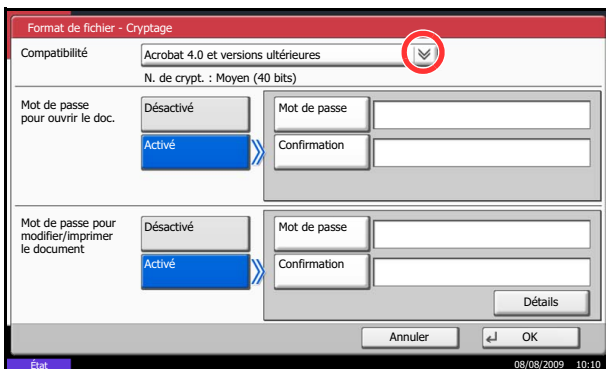 Format de fichier - Cryptage
Compatibilité
Acrobat 4.0 et versions ultérieures
N. de crypt. : Moyen (40 bits)
Mot de passe
pour ouvrir le doc.
Désactivé
Mot de passe
Activé
Confirmation
Mot de passe pour
modifier/imprimer
le document
Désactivé
Mot de passe
Activé
Confirmation
Détails
Annuler
OK
État
08/08/2009 10:10